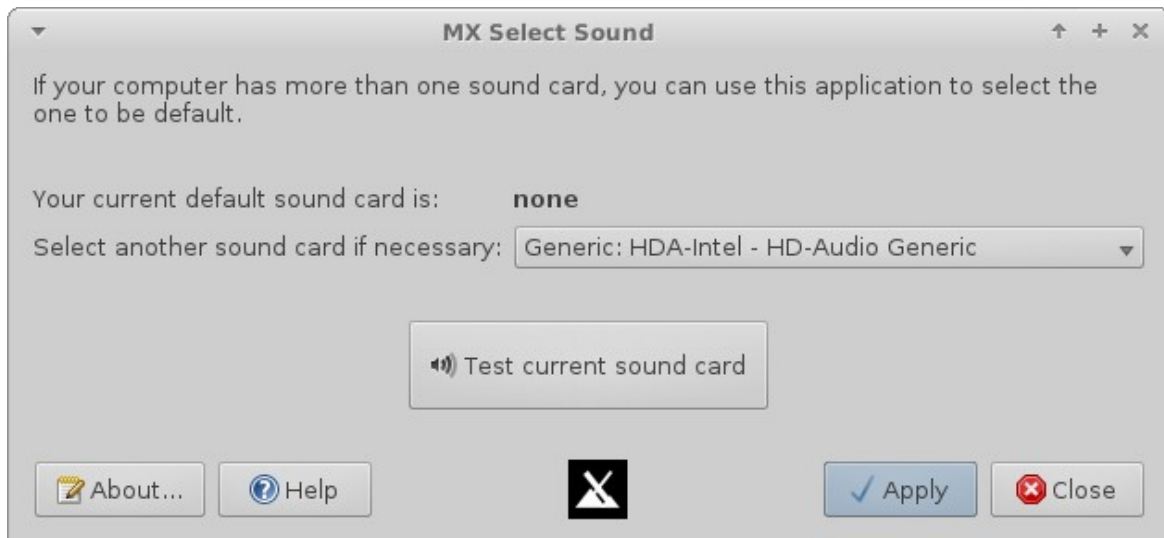 MX Select Sound
If your computer has more than one sound card, you can use this application to select the
one to be default.
Your current default sound card is: none
Select another sound card if necessary: Generic: HDA-Intel - HD-Audio Generic
Test current sound card
About... Help Apply Close